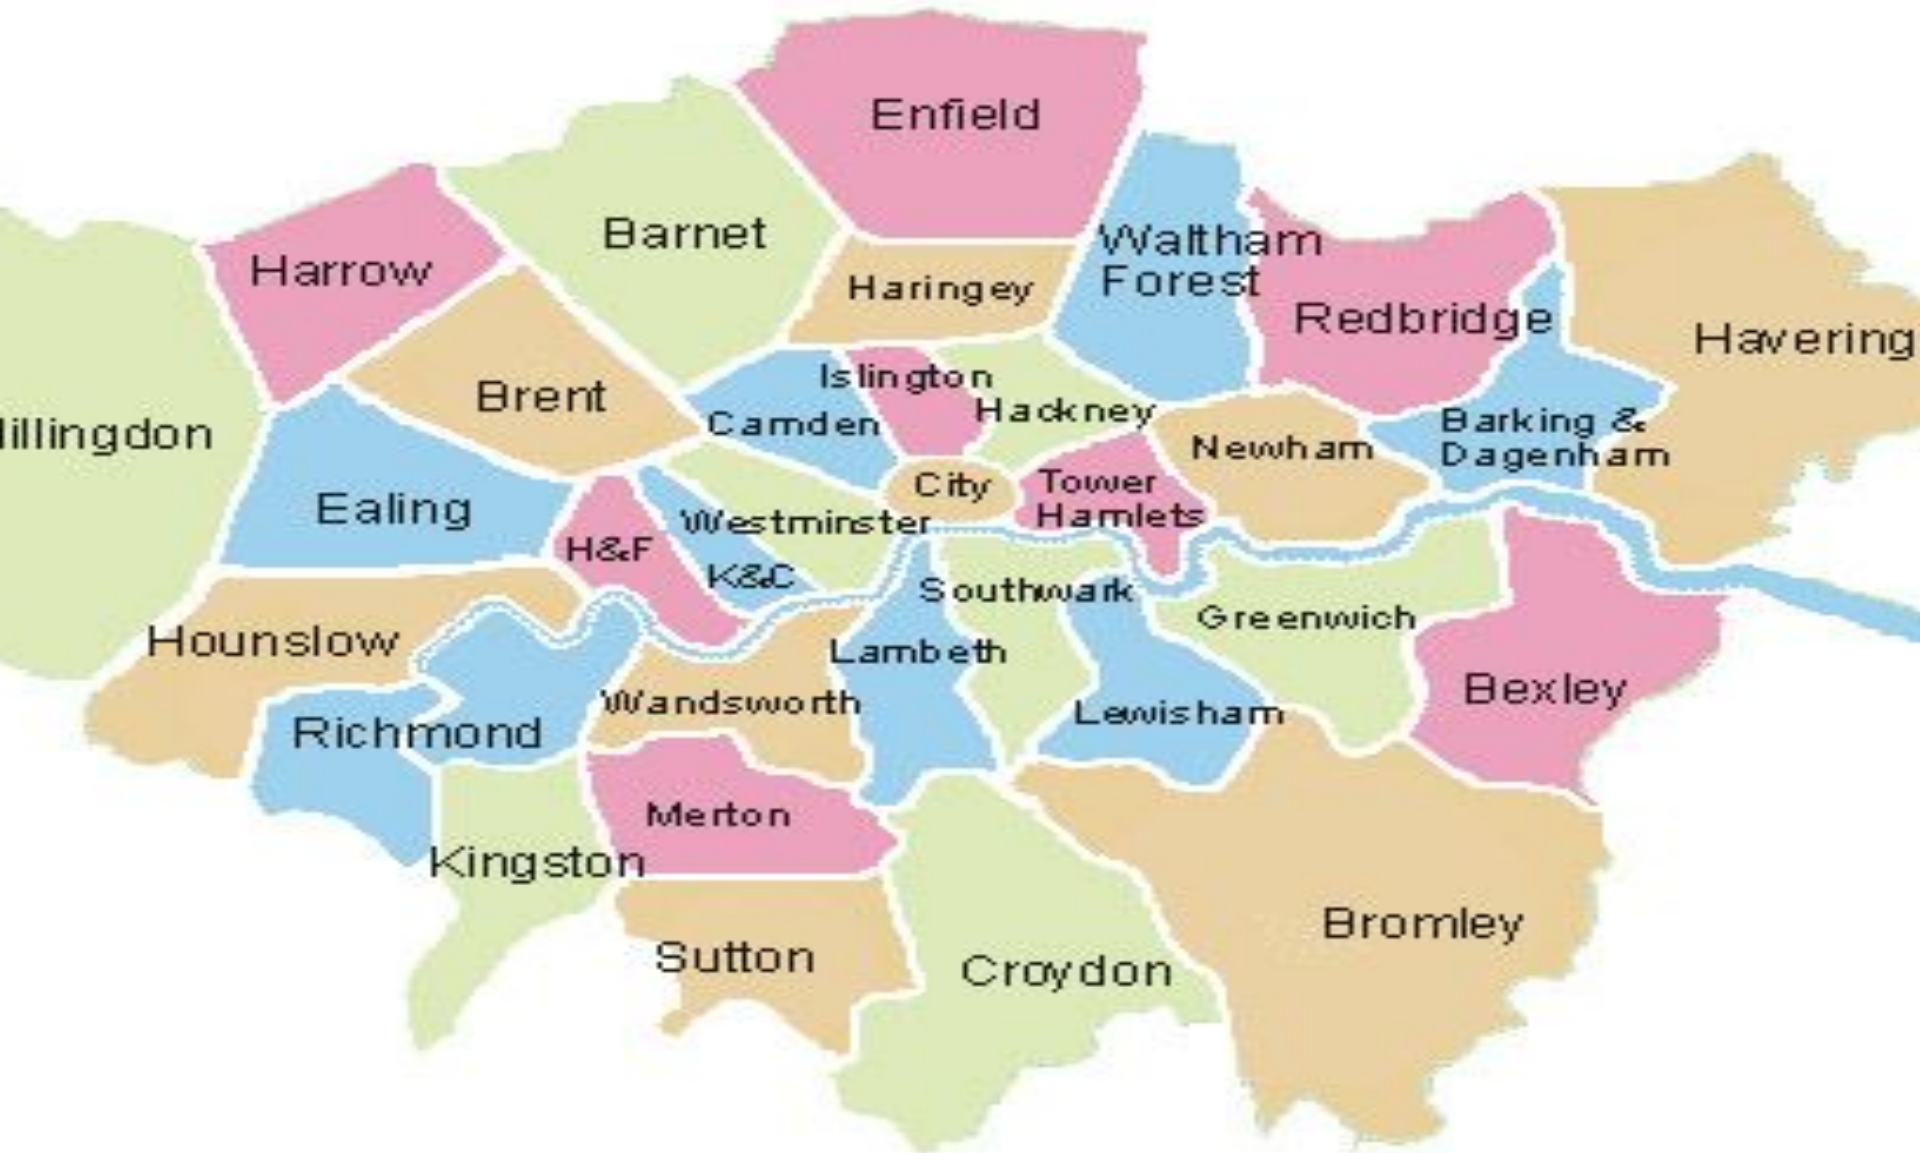 Enfield
Barnet
Waltham
Forest
Harrow
Haringey
Redbridge
Havering
Islington
Brent
Camden
Hackney
Barking &
Dagenham
illingdon
Newham
City
Tower
Hamlets
Ealing
Westminster
H&F
K&C
Southwark
Greenwich
Hounslow
Lambeth
Bexley
Wandsworth
Lewisham
Richmond
Merton
Kingston
Bromley
Sutton
Croydon